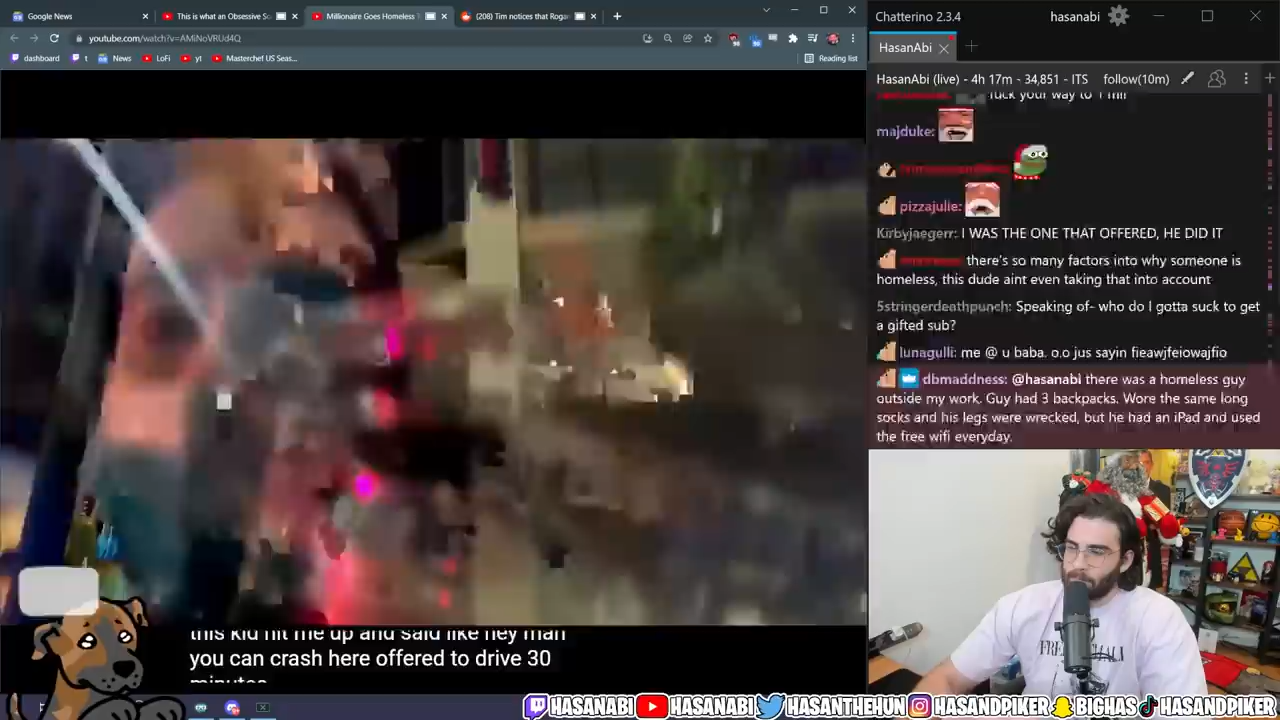 Google News
This is what an Obsessive So
Millionaire Goes Homeless
(208) Tim notices that Rogan
youtube.com/watch?v=AMiNoVRUd4Q
dashboard
t
News
LoFi
yt
Masterchef US Seas...
Reading list
Chatterino 2.3.4
hasanabi
HasanAbi
HasanAbi (live) - 4h 17m - 34,851 - ITS
follow(10m)
fuck your way to 1 mil
majduke:
pizzajulie:
Kirbyjaegerr: I WAS THE ONE THAT OFFERED, HE DID IT
there's so many factors into why someone is
homeless, this dude aint even taking that into account
5stringerdeathpunch: Speaking of- who do I gotta suck to get
a gifted sub?
lunagulli: me @ u baba. o.o jus sayin fieawjfeiowajfio
dbmaddness: @hasanabi there was a homeless guy
outside my work. Guy had 3 backpacks. Wore the same long
socks and his legs were wrecked, but he had an iPad and used
the free wifi everyday.
this kid hit me up and said like hey man
you can crash here offered to drive 30
minutes
HASANABI
HASANABI
HASANTHEHUN
HASANDPIKER
BIGHAS
HASANDPIKER